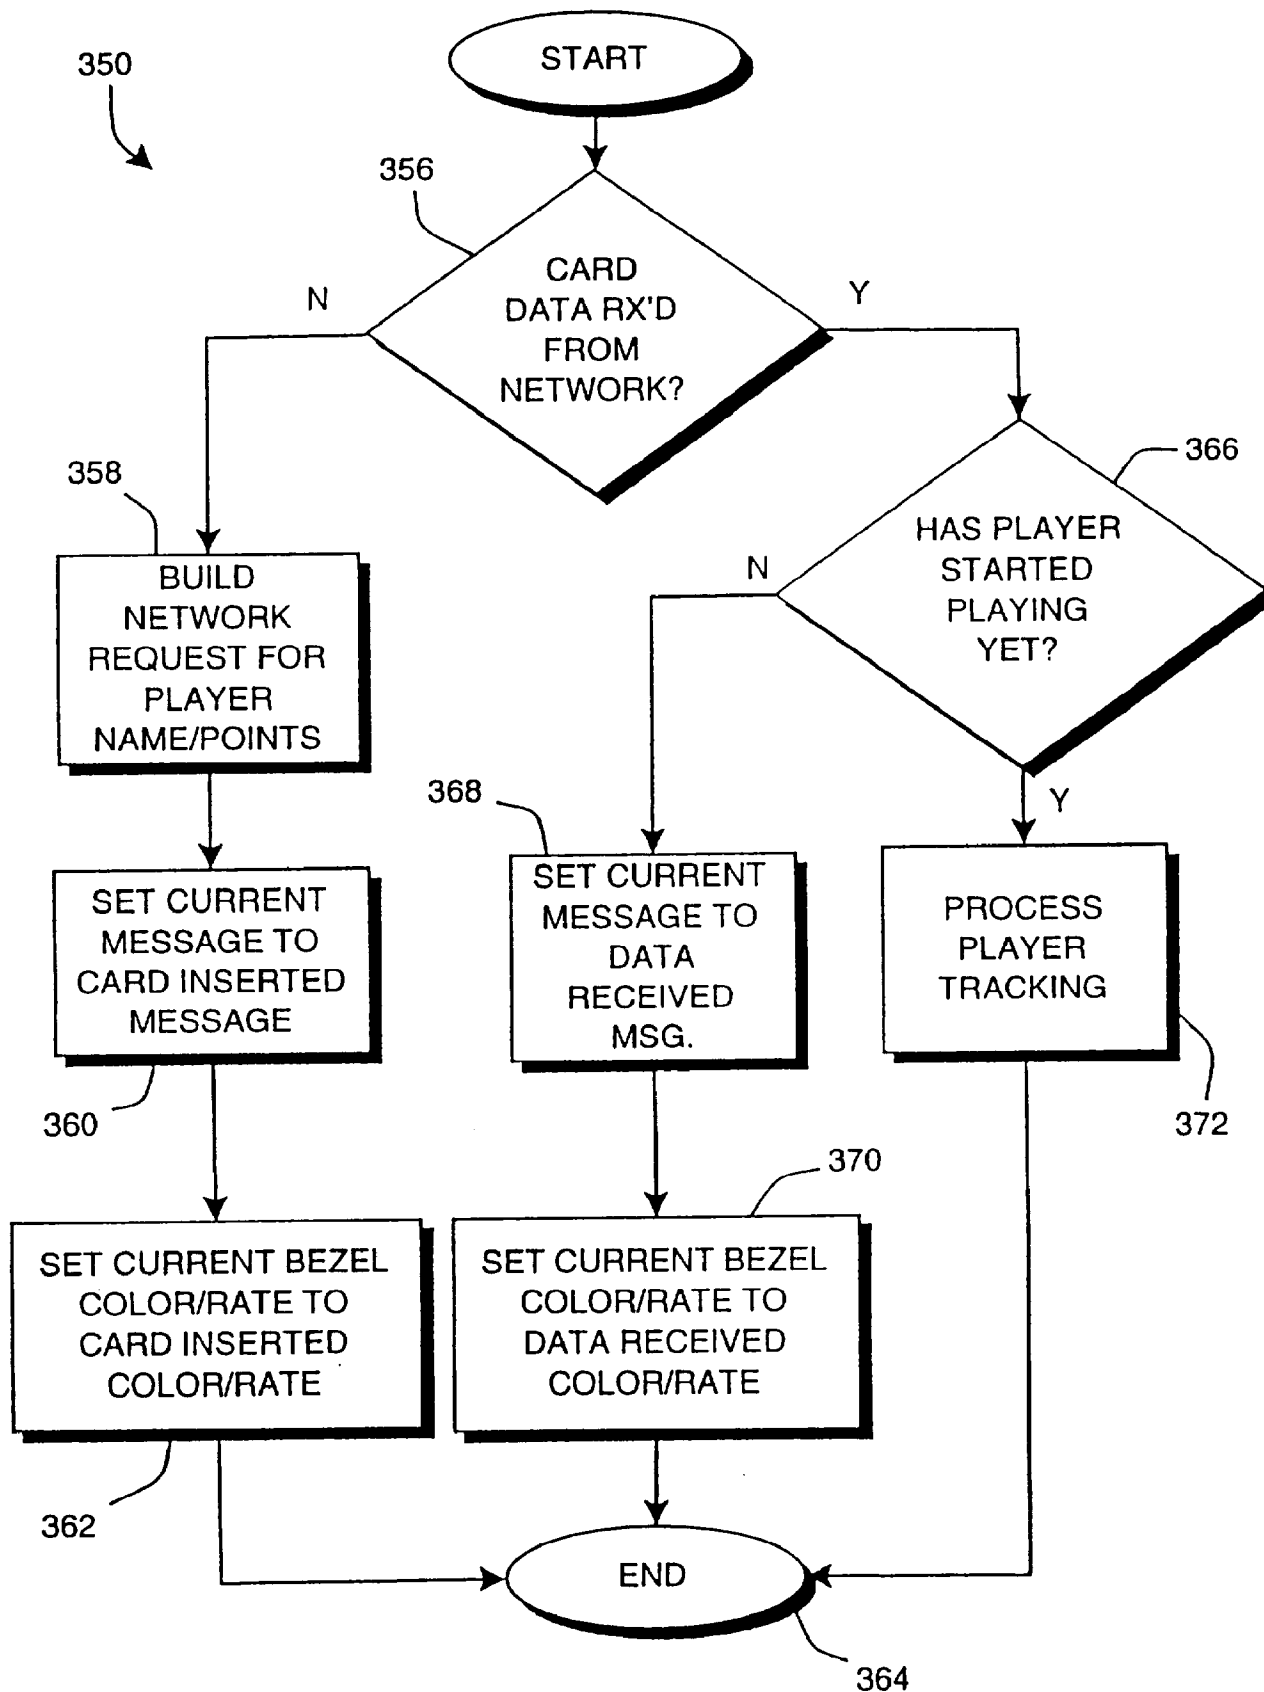 START
350
356
CARD
DATA RX'D
FROM
NETWORK?
N
Y
358
366
BUILD
NETWORK
REQUEST FOR
PLAYER
NAME/POINTS
HAS PLAYER
STARTED
PLAYING
YET?
N
Y
368
SET CURRENT
MESSAGE TO
CARD INSERTED
MESSAGE
360
SET CURRENT
MESSAGE TO
DATA
RECEIVED
MSG.
PROCESS
PLAYER
TRACKING
372
370
SET CURRENT BEZEL
COLOR/RATE TO
CARD INSERTED
COLOR/RATE
362
SET CURRENT BEZEL
COLOR/RATE TO
DATA RECEIVED
COLOR/RATE
END
364